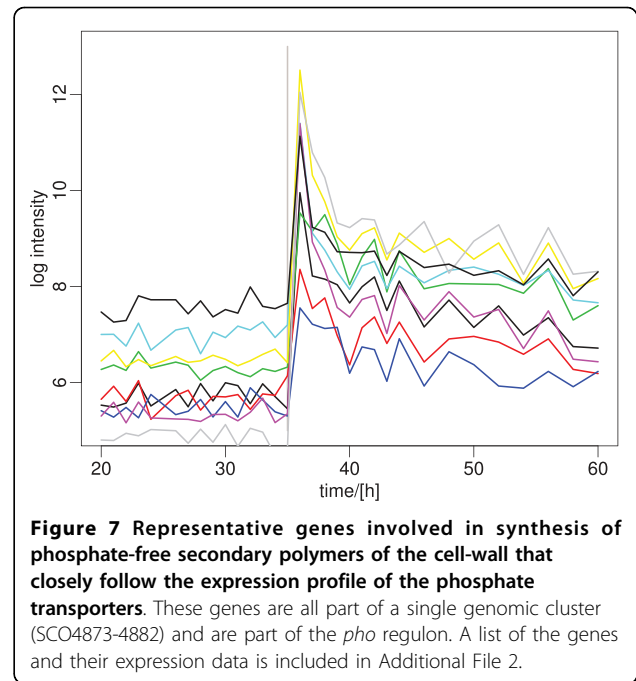 12
10
8
6
log intensity
20
30
40
50
60
time/[h]
Figure 7 Representative genes involved in synthesis of
phosphate-free secondary polymers of the cell-wall that
closely follow the expression profile of the phosphate
transporters. These genes are all part of a single genomic cluster
(SCO4873-4882) and are part of the pho regulon. A list of the genes
and their expression data is included in Additional File 2.